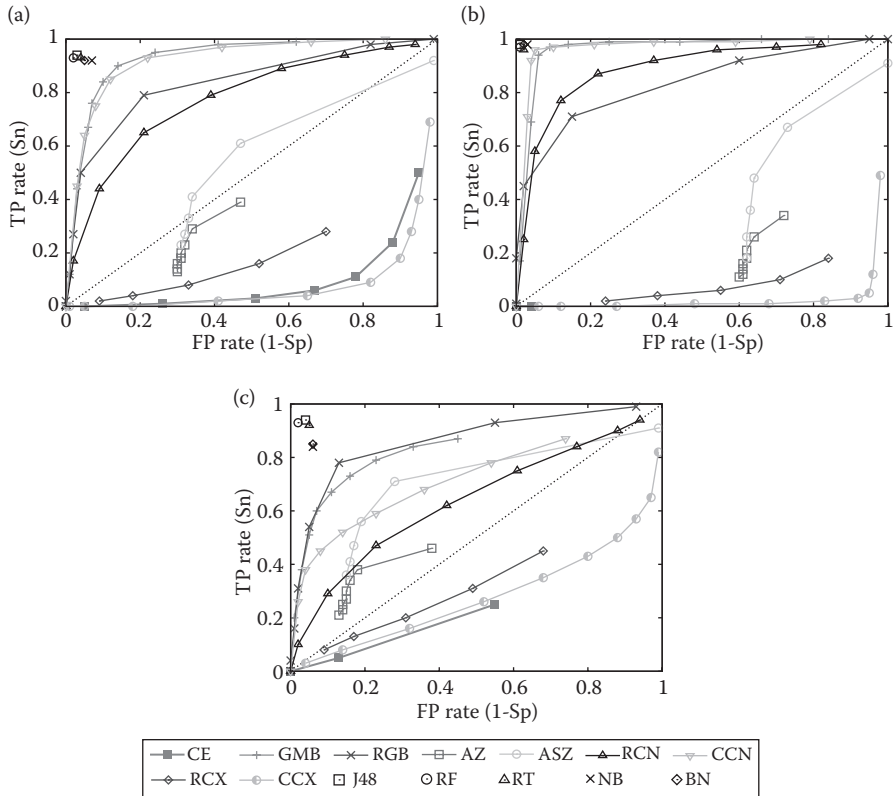 (a)
1
0.8
0.6
0.4
0.2
0
TP rate (Sn)
0 0.2 0.4 0.6 0.8 1
FP rate (1-Sp)
(b)
1
0.8
0.6
0.4
0.2
0
TP rate (Sn)
0 0.2 0.4 0.6 0.8 1
FP rate (1-Sp)
(c)
1
0.8
0.6
0.4
0.2
0
TP rate (Sn)
0 0.2 0.4 0.6 0.8 1
FP rate (1-Sp)
CE GMB RGB AZ ASZ RCN CCN
RCX CCX J48 RF RT NB BN